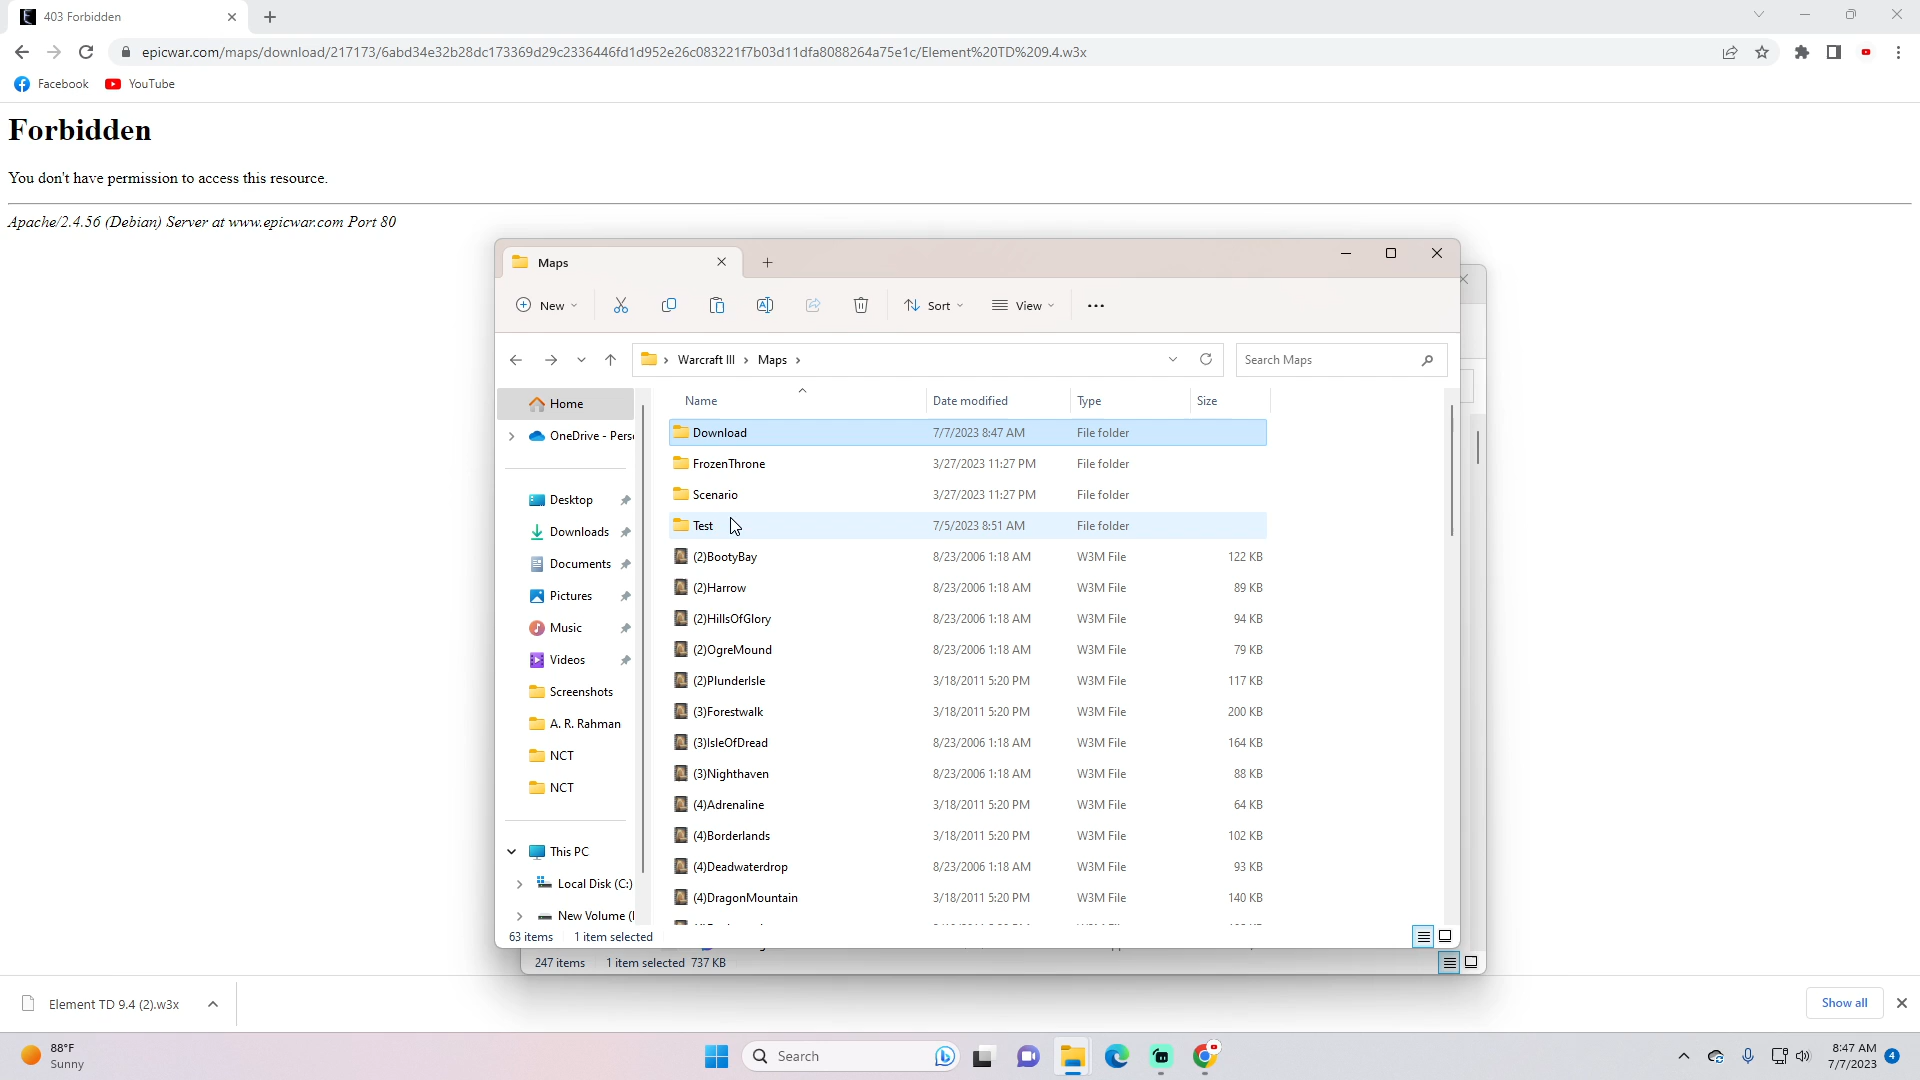 403 Forbidden
epicwar.com/maps/download/217173/6abd34e32b28dc173369d29c2336446fd1d952e26c083221f7b03d11dfa8088264a75e1c/Element%20TD%209.4.w3x
Facebook YouTube
Forbidden
You don't have permission to access this resource.
Apache/2.4.56 (Debian) Server at www.epicwar.com Port 80
Maps
New Sort View
Warcraft III Maps Search Maps
Name Date modified Type Size
Home
OneDrive - Pers
Desktop
Downloads
Documents
Pictures
Music
Videos
Screenshots
A. R. Rahman
NCT
NCT
This PC
Local Disk (C:)
New Volume (
Download 7/7/2023 8:47 AM File folder
FrozenThrone 3/27/2023 11:27 PM File folder
Scenario 3/27/2023 11:27 PM File folder
Test 7/5/2023 8:51 AM File folder
(2)BootyBay 8/23/2006 1:18 AM W3M File 122 KB
(2)Harrow 8/23/2006 1:18 AM W3M File 89 KB
(2)HillsOfGlory 8/23/2006 1:18 AM W3M File 94 KB
(2)OgreMound 8/23/2006 1:18 AM W3M File 79 KB
(2)PlunderIsle 3/18/2011 5:20 PM W3M File 117 KB
(3)Forestwalk 3/18/2011 5:20 PM W3M File 200 KB
(3)IsleOfDread 8/23/2006 1:18 AM W3M File 164 KB
(3)Nighthaven 8/23/2006 1:18 AM W3M File 88 KB
(4)Adrenaline 3/18/2011 5:20 PM W3M File 64 KB
(4)Borderlands 3/18/2011 5:20 PM W3M File 102 KB
(4)Deadwaterdrop 8/23/2006 1:18 AM W3M File 93 KB
(4)DragonMountain 3/18/2011 5:20 PM W3M File 140 KB
63 items 1 item selected
247 items 1 item selected 737 KB
Element TD 9.4 (2).w3x Show all
88°F
Sunny
Search
8:47 AM
7/7/2023
4